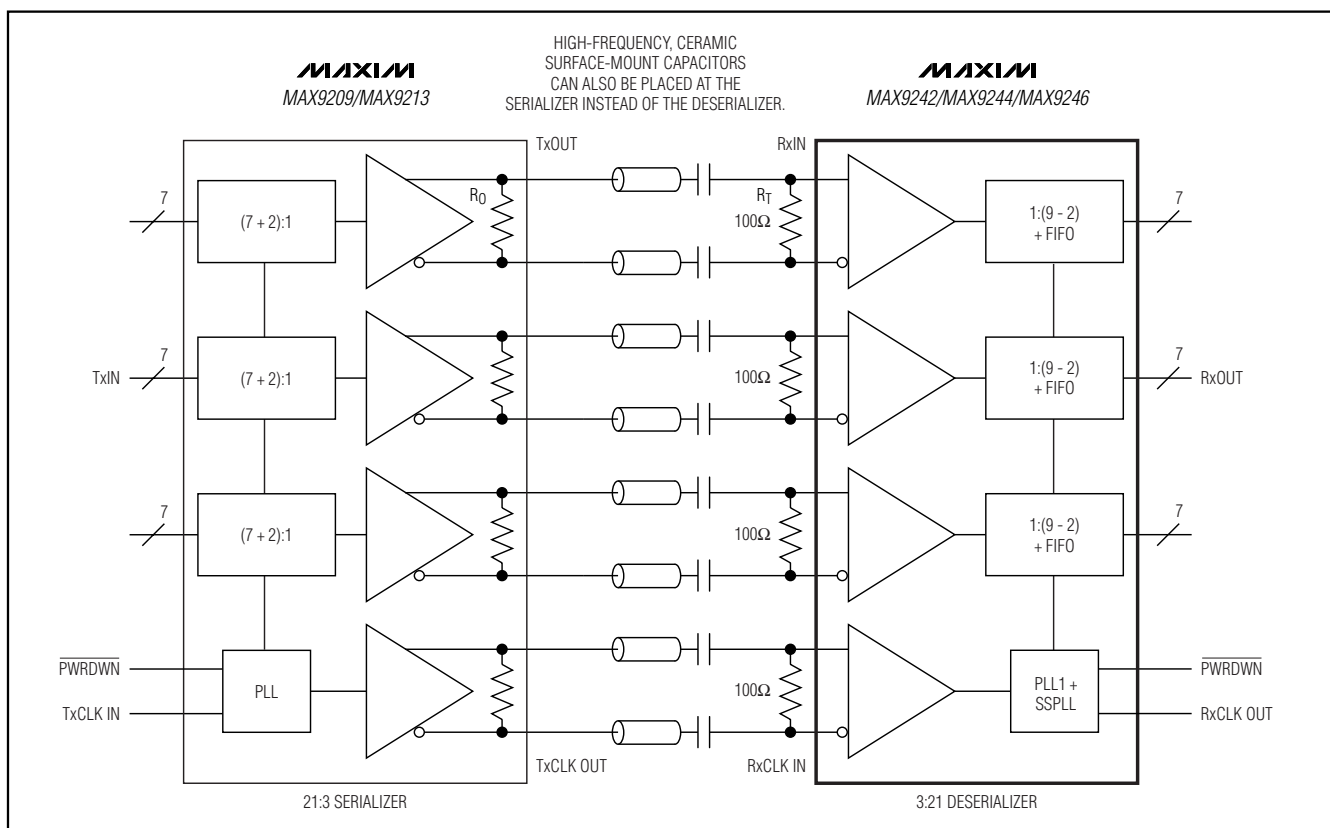 HIGH-FREQUENCY, CERAMIC
SURFACE-MOUNT CAPACITORS
CAN ALSO BE PLACED AT THE
SERIALIZER INSTEAD OF THE DESERIALIZER.
MAXIM
MAX9209/MAX9213
MAXIM
MAX9242/MAX9244/MAX9246
TxOUT
RxIN
7
(7 + 2):1
RO
RT
100Ω
1:(9 - 2)
+ FIFO
7
TxIN
7
(7 + 2):1
100Ω
1:(9 - 2)
+ FIFO
7
RxOUT
7
(7 + 2):1
100Ω
1:(9 - 2)
+ FIFO
7
PWRDWN
TxCLK IN
PLL
100Ω
PLL1 +
SSPLL
PWRDWN
RxCLK OUT
TxCLK OUT
RxCLK IN
21:3 SERIALIZER
3:21 DESERIALIZER